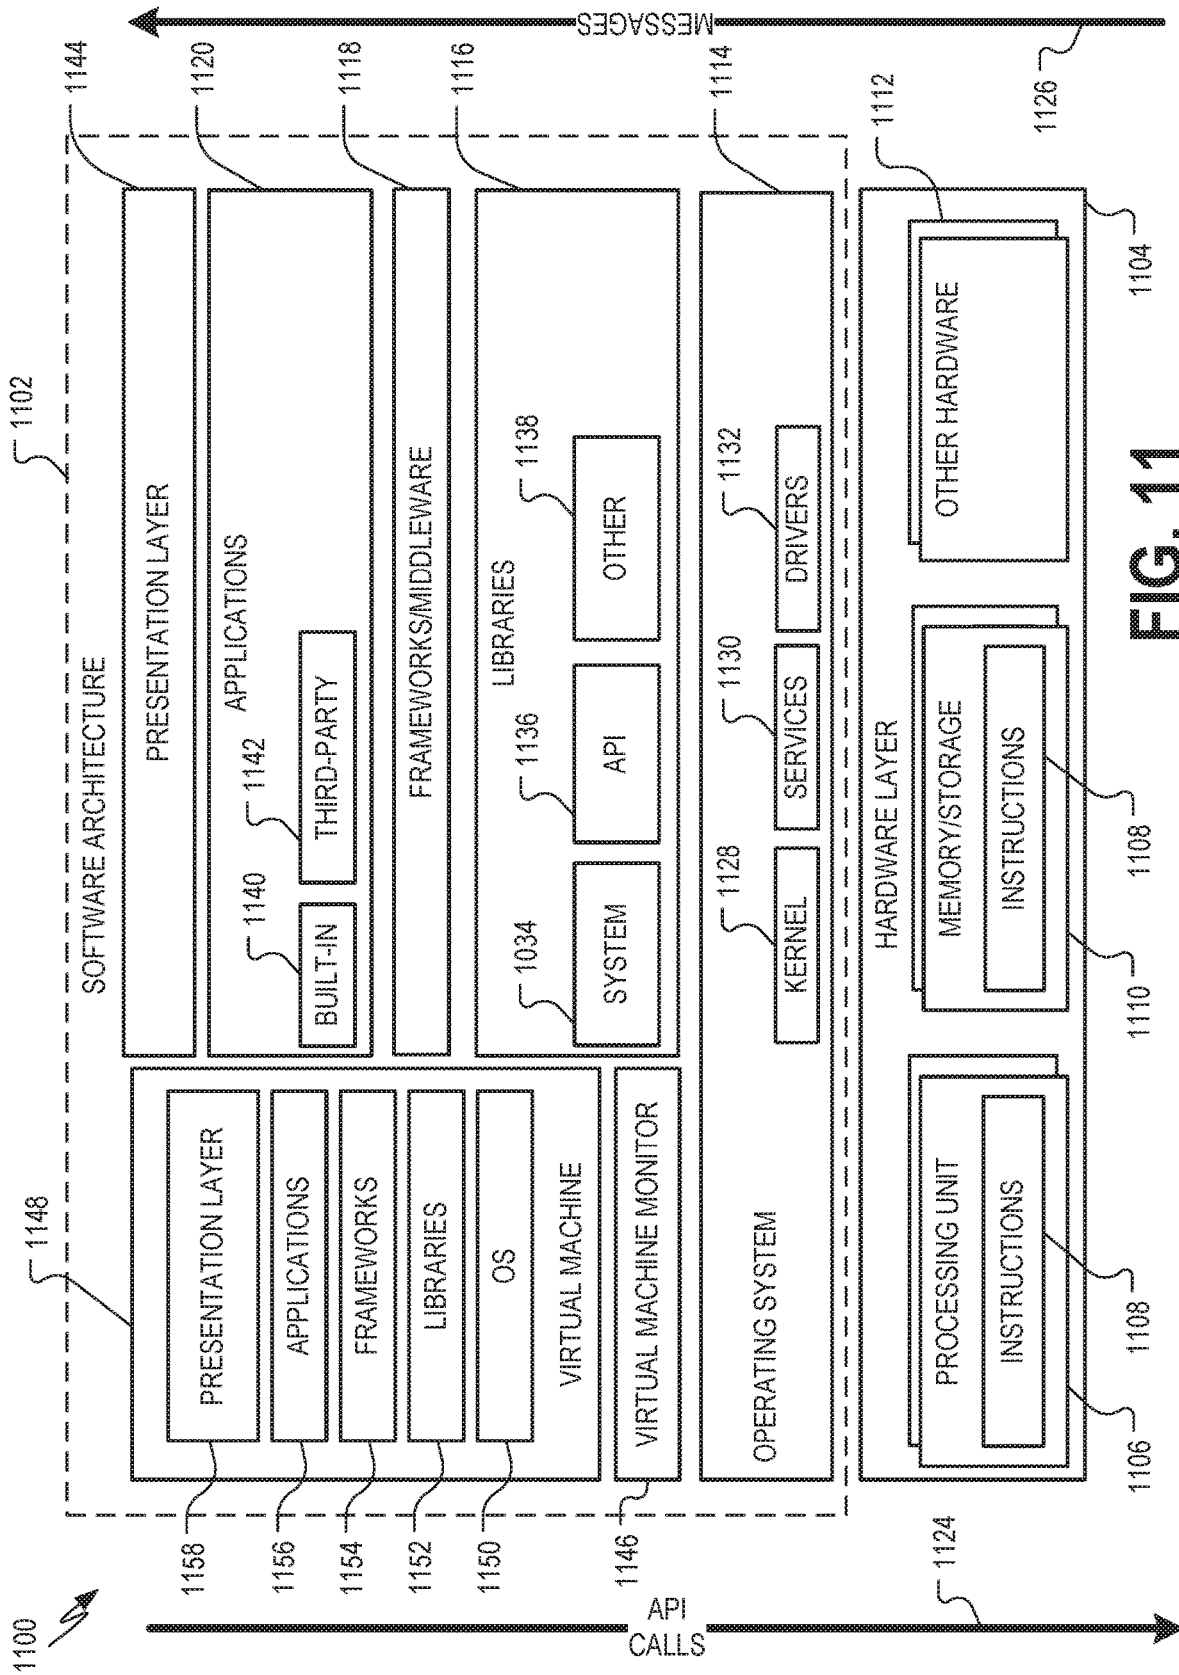 1100
1102
SOFTWARE ARCHITECTURE
1148
1144
PRESENTATION LAYER
1158
PRESENTATION LAYER
1120
APPLICATIONS
1156
APPLICATIONS
1140
BUILT-IN
1142
THIRD-PARTY
1154
FRAMEWORKS
1118
FRAMEWORKS/MIDDLEWARE
1152
LIBRARIES
1116
LIBRARIES
1150
OS
VIRTUAL MACHINE
1034
SYSTEM
1136
API
1138
OTHER
1146
VIRTUAL MACHINE MONITOR
1114
OPERATING SYSTEM
1128
KERNEL
1130
SERVICES
1132
DRIVERS
API
CALLS
1124
MESSAGES
1126
HARDWARE LAYER
1112
PROCESSING UNIT
MEMORY/STORAGE
OTHER HARDWARE
INSTRUCTIONS
INSTRUCTIONS
1106
1108
1110
1108
1104
FIG. 11